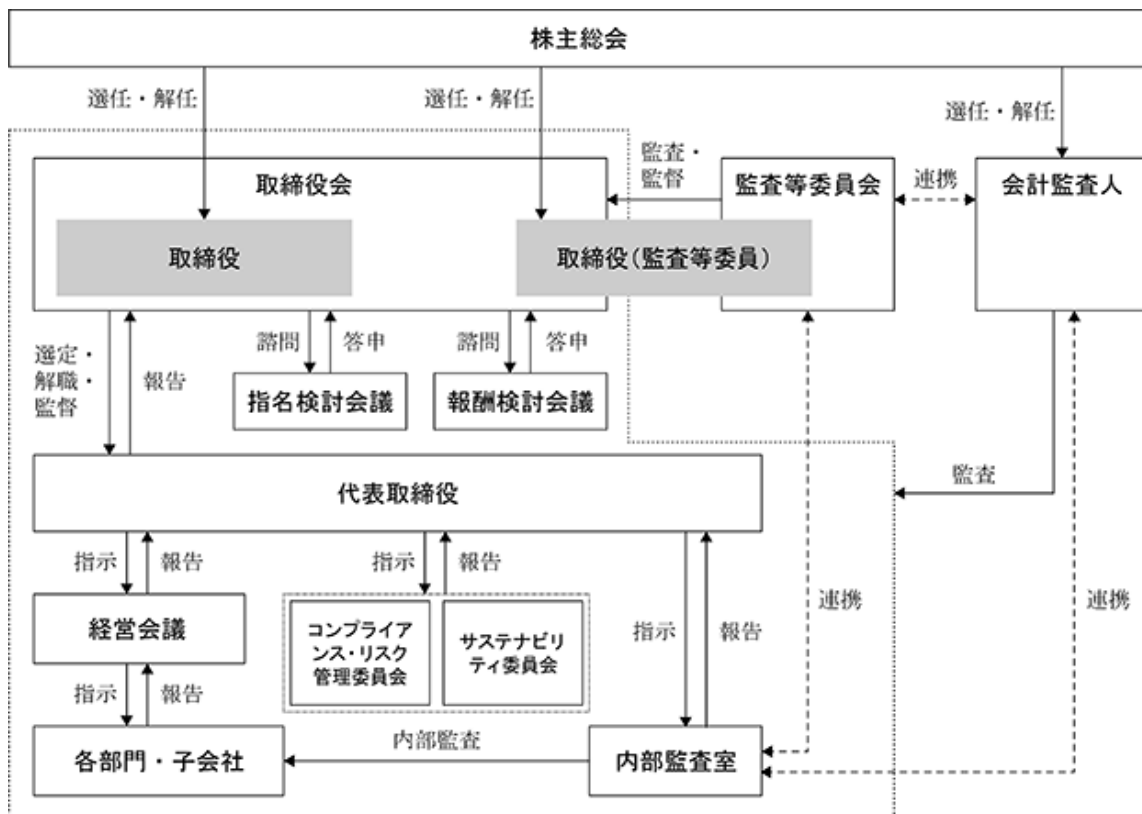 株主総会
選任・解任
選任・解任
選任・解任
取締役会
監査・
監督
監査等委員会
連携
会計監査人
取締役
取締役(監査等委員)
選定・
解職・
監督
報告
諮問
答申
諮問
答申
指名検討会議
報酬検討会議
監査
代表取締役
指示
報告
指示
報告
指示
報告
連携
連携
経営会議
コンプライア
ンス・リスク
管理委員会
サステナビリ
ティ委員会
指示
報告
各部門・子会社
内部監査
内部監査室